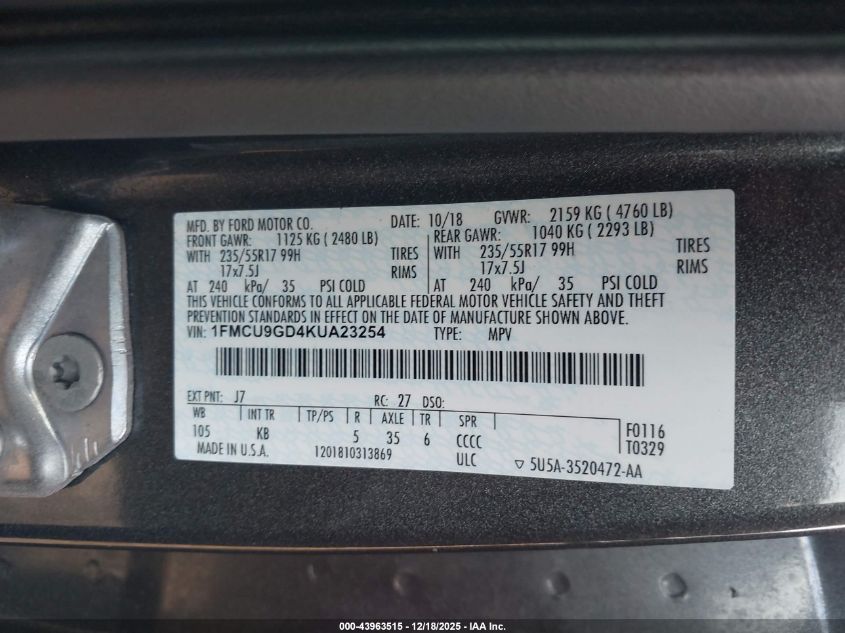 MFD. BY FORD MOTOR CO. DATE: 10/18 GVWR: 2159 KG ( 4760 LB)
FRONT GAWR: 1125 KG ( 2480 LB) REAR GAWR: 1040 KG ( 2293 LB)
WITH 235/55R17 99H TIRES WITH 235/55R17 99H TIRES
17x7.5J RIMS 17x7.5J RIMS
AT 240 kPa/ 35 PSI COLD AT 240 kPa/ 35 PSI COLD
THIS VEHICLE CONFORMS TO ALL APPLICABLE FEDERAL MOTOR VEHICLE SAFETY AND THEFT
PREVENTION STANDARDS IN EFFECT ON THE DATE OF MANUFACTURE SHOWN ABOVE.
VIN: 1FMCU9GD4KUA23254 TYPE: MPV
EXT PNT: J7 RC: 27 DSO:
WB INT TR TP/PS R AXLE TR SPR F0116
105 KB 5 35 6 CCCC T0329
MADE IN U.S.A. 1201810313869 ULC ▽ 5U5A-3520472-AA
000-43963515 - 12/18/2025 - IAA Inc.